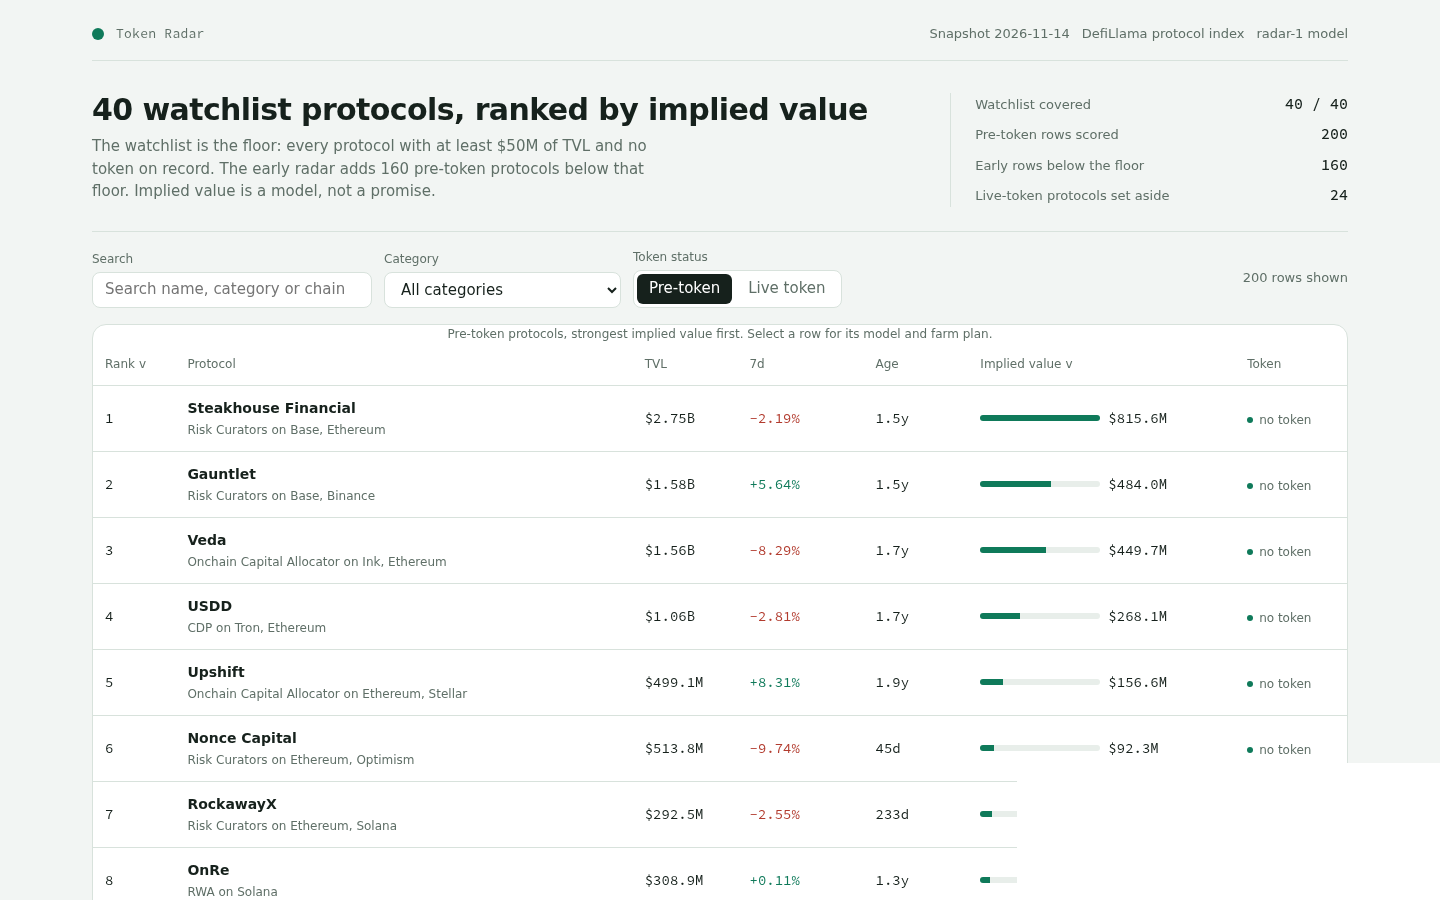 Token Radar
Snapshot 2026-11-14 DefiLlama protocol index radar-1 model
40 watchlist protocols, ranked by implied value
The watchlist is the floor: every protocol with at least $50M of TVL and no
token on record. The early radar adds 160 pre-token protocols below that
floor. Implied value is a model, not a promise.
Watchlist covered 40 / 40
Pre-token rows scored 200
Early rows below the floor 160
Live-token protocols set aside 24
Search
Category
Token status
Search name, category or chain
All categories
Pre-token Live token
200 rows shown
Pre-token protocols, strongest implied value first. Select a row for its model and farm plan.
Rank v Protocol TVL 7d Age Implied value v Token
1 Steakhouse Financial $2.75B −2.19% 1.5y $815.6M no token
Risk Curators on Base, Ethereum
2 Gauntlet $1.58B +5.64% 1.5y $484.0M no token
Risk Curators on Base, Binance
3 Veda $1.56B −8.29% 1.7y $449.7M no token
Onchain Capital Allocator on Ink, Ethereum
4 USDD $1.06B −2.81% 1.7y $268.1M no token
CDP on Tron, Ethereum
5 Upshift $499.1M +8.31% 1.9y $156.6M no token
Onchain Capital Allocator on Ethereum, Stellar
6 Nonce Capital $513.8M −9.74% 45d $92.3M no token
Risk Curators on Ethereum, Optimism
7 RockawayX $292.5M −2.55% 233d
Risk Curators on Ethereum, Solana
8 OnRe $308.9M +0.11% 1.3y
RWA on Solana